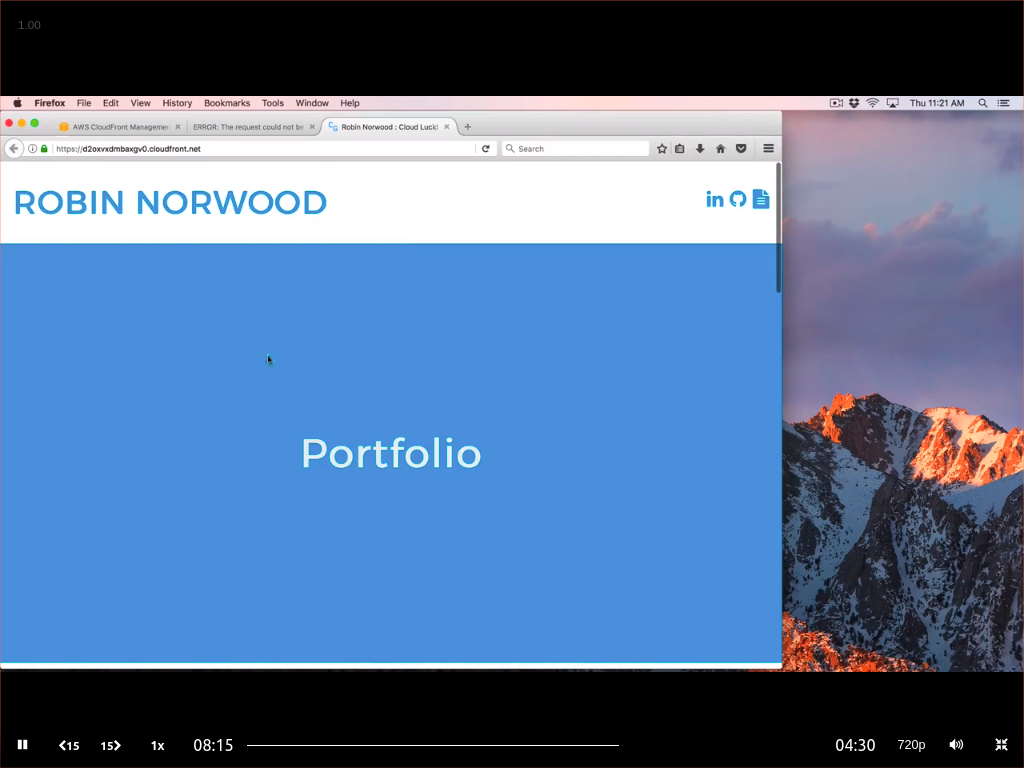 1.00
Firefox File Edit View History Bookmarks Tools Window Help Thu 11:21 AM
AWS CloudFront Managemen ERROR: The request could not be Robin Norwood : Cloud Lucid
https://d2oxvxdmbaxgv0.cloudfront.net Search
ROBIN NORWOOD
Portfolio
15 15 1x 08:15 04:30 720p